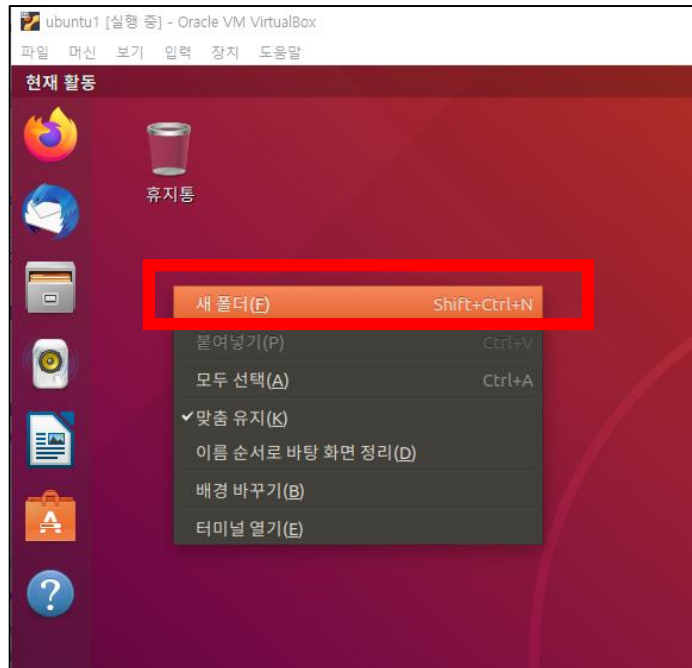 ubuntu1 [실행 중] - Oracle VM VirtualBox
파일 머신 보기 입력 장치 도움말
현재 활동
휴지통
새 폴더(F) Shift+Ctrl+N
붙여넣기(P) Ctrl+V
모두 선택(A) Ctrl+A
✔맞춤 유지(K)
이름 순서로 바탕 화면 정리(D)
배경 바꾸기(B)
터미널 열기(E)
A
?